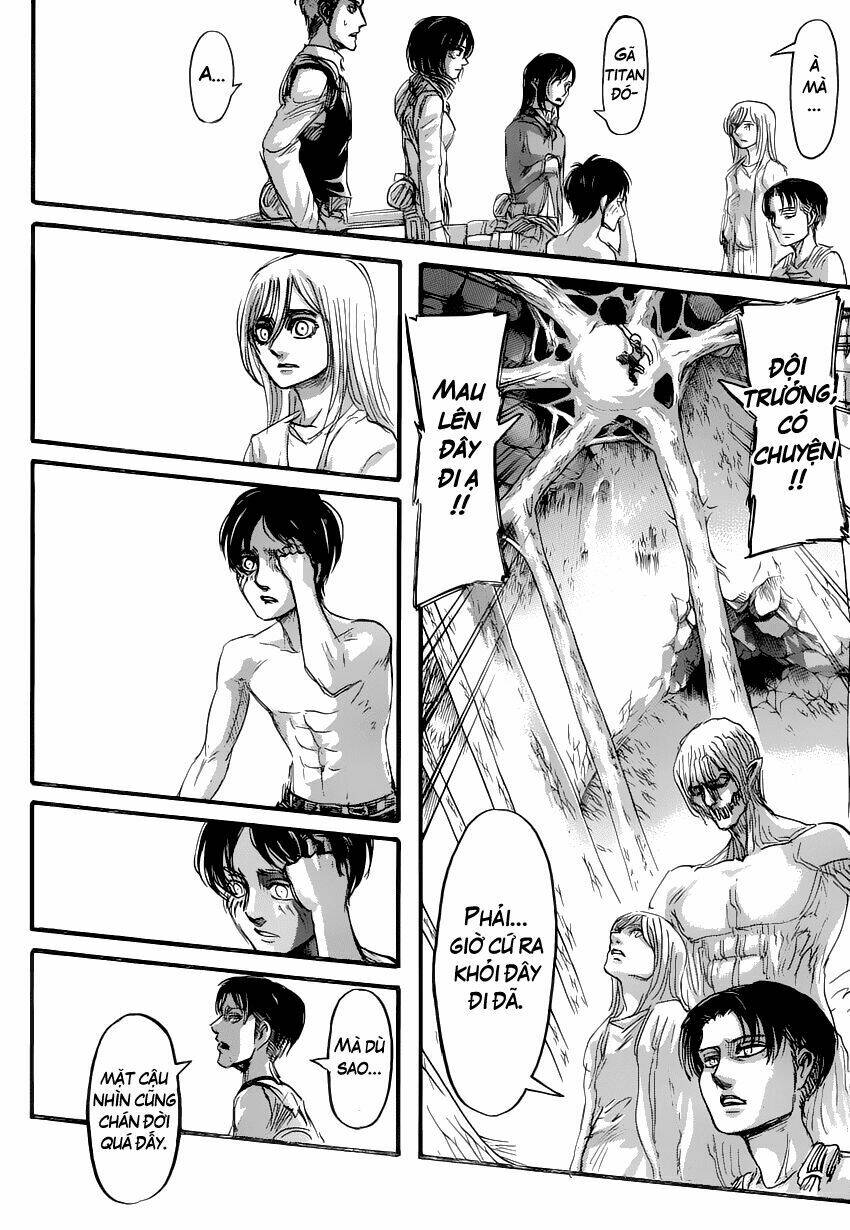 À
MÀ
...
GÃ
TITAN
ĐÓ-
A...
ĐỘI
TRƯỞNG,
CÓ
CHUYỆN
!!
MAU
LÊN
ĐÂY
ĐI Ạ
!!
PHẢI...
GIỜ CỨ RA
KHỎI ĐÂY
ĐI ĐÃ.
MÀ DÙ
SAO...
MẶT CẬU
NHÌN CŨNG
CHÁN ĐỜI
QUÁ ĐẤY.